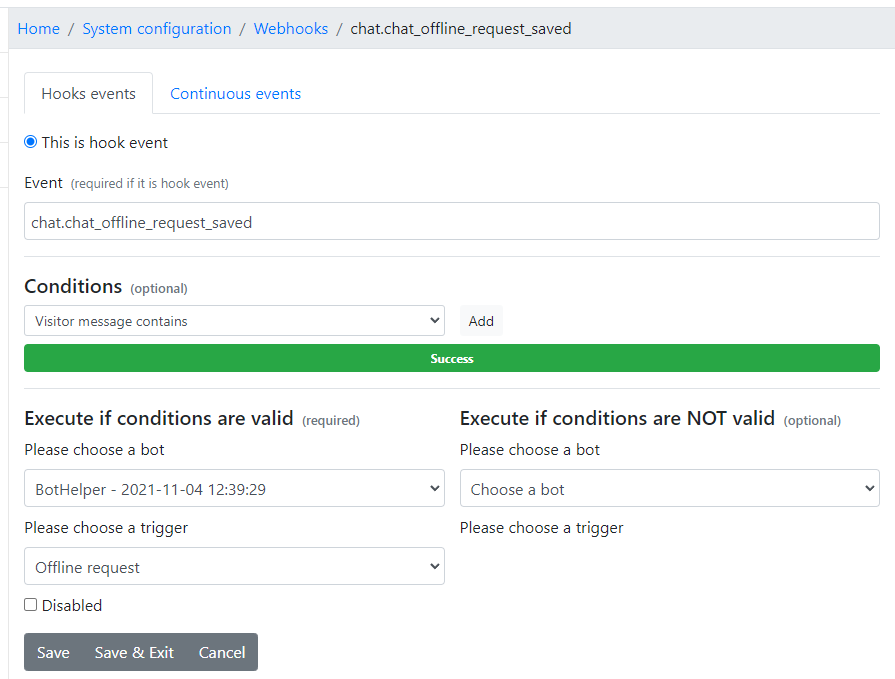 Home / System configuration / Webhooks / chat.chat_offline_request_saved
Hooks events Continuous events
This is hook event
Event (required if it is hook event)
chat.chat_offline_request_saved
Conditions (optional)
Visitor message contains Add
Success
Execute if conditions are valid (required) Execute if conditions are NOT valid (optional)
Please choose a bot Please choose a bot
BotHelper - 2021-11-04 12:39:29 Choose a bot
Please choose a trigger Please choose a trigger
Offline request
Disabled
Save Save & Exit Cancel